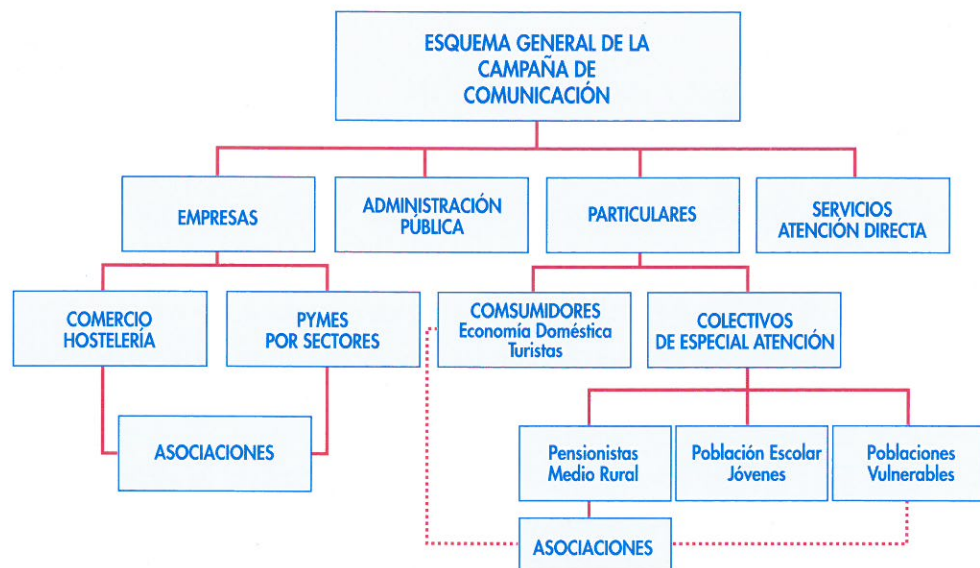 ESQUEMA GENERAL DE LA
CAMPAÑA DE
COMUNICACIÓN
EMPRESAS
ADMINISTRACIÓN
PÚBLICA
PARTICULARES
SERVICIOS
ATENCIÓN DIRECTA
COMERCIO
HOSTELERÍA
PYMES
POR SECTORES
COMSUMIDORES
Economía Doméstica
Turistas
COLECTIVOS
DE ESPECIAL ATENCIÓN
ASOCIACIONES
Pensionistas
Medio Rural
Población Escolar
Jóvenes
Poblaciones
Vulnerables
ASOCIACIONES